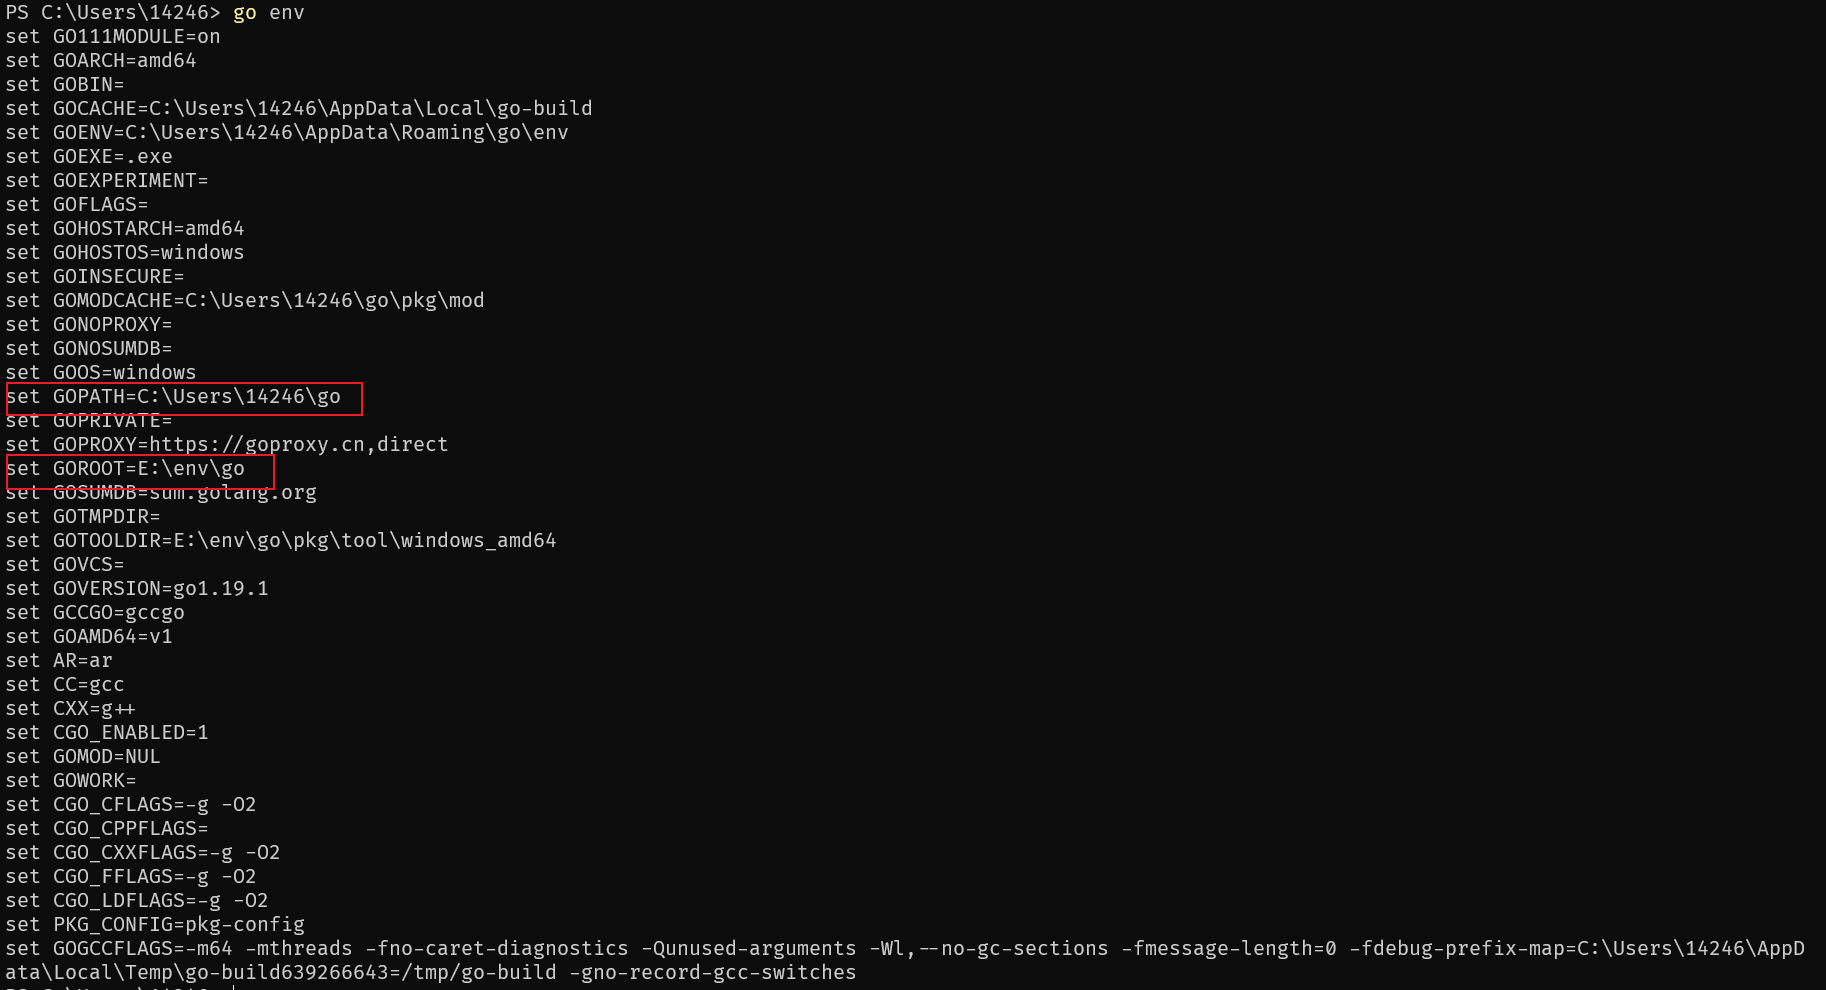 PS C:\Users\14246> go env
set GO111MODULE=on
set GOARCH=amd64
set GOBIN=
set GOCACHE=C:\Users\14246\AppData\Local\go-build
set GOENV=C:\Users\14246\AppData\Roaming\go\env
set GOEXE=.exe
set GOEXPERIMENT=
set GOFLAGS=
set GOHOSTARCH=amd64
set GOHOSTOS=windows
set GOINSECURE=
set GOMODCACHE=C:\Users\14246\go\pkg\mod
set GONOPROXY=
set GONOSUMDB=
set GOOS=windows
set GOPATH=C:\Users\14246\go
set GOPRIVATE=
set GOPROXY=https://goproxy.cn,direct
set GOROOT=E:\env\go
set GOSUMDB=sum.golang.org
set GOTMPDIR=
set GOTOOLDIR=E:\env\go\pkg\tool\windows_amd64
set GOVCS=
set GOVERSION=go1.19.1
set GCCGO=gccgo
set GOAMD64=v1
set AR=ar
set CC=gcc
set CXX=g++
set CGO_ENABLED=1
set GOMOD=NUL
set GOWORK=
set CGO_CFLAGS=-g -O2
set CGO_CPPFLAGS=
set CGO_CXXFLAGS=-g -O2
set CGO_FFLAGS=-g -O2
set CGO_LDFLAGS=-g -O2
set PKG_CONFIG=pkg-config
set GOGCCFLAGS=-m64 -mthreads -fno-caret-diagnostics -Qunused-arguments -Wl,--no-gc-sections -fmessage-length=0 -fdebug-prefix-map=C:\Users\14246\AppD
ata\Local\Temp\go-build639266643=/tmp/go-build -gno-record-gcc-switches